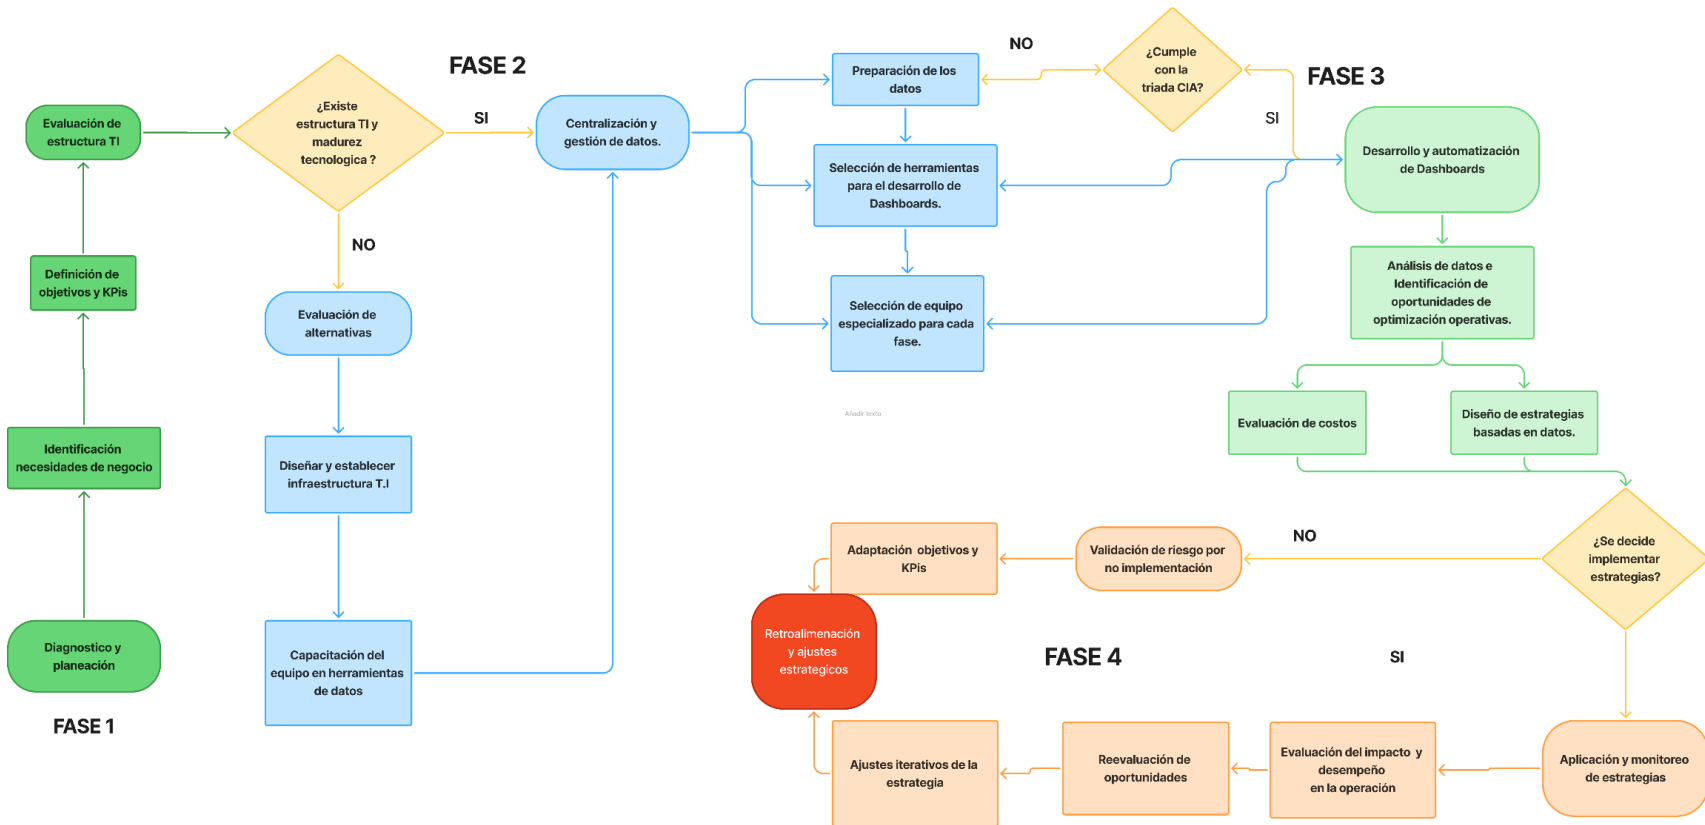 FASE 1
Diagnostico y
planeación
Identificación
necesidades de negocio
Definición de
objetivos y KPis
Evaluación de
estructura TI
FASE 2
¿Existe
estructura TI y
madurez
tecnologica ?
SI
NO
Evaluación de
alternativas
Diseñar y establecer
infraestructura T.I
Capacitación del
equipo en herramientas
de datos
Centralización y
gestión de datos.
Preparación de los
datos
NO
¿Cumple
con la
triada CIA?
SI
Selección de herramientas
para el desarrollo de
Dashboards.
Selección de equipo
especializado para cada
fase.
Añadir texto
FASE 3
Desarrollo y automatización
de Dashboards
Análisis de datos e
Identificación de
oportunidades de
optimización operativas.
Evaluación de costos
Diseño de estrategias
basadas en datos.
¿Se decide
implementar
estrategias?
NO
Validación de riesgo por
no implementación
Adaptación objetivos y
KPis
Retroalimenación
y ajustes
estrategicos
FASE 4
SI
Aplicación y monitoreo
de estrategias
Evaluación del impacto y
desempeño
en la operación
Reevaluación de
oportunidades
Ajustes iterativos de la
estrategia